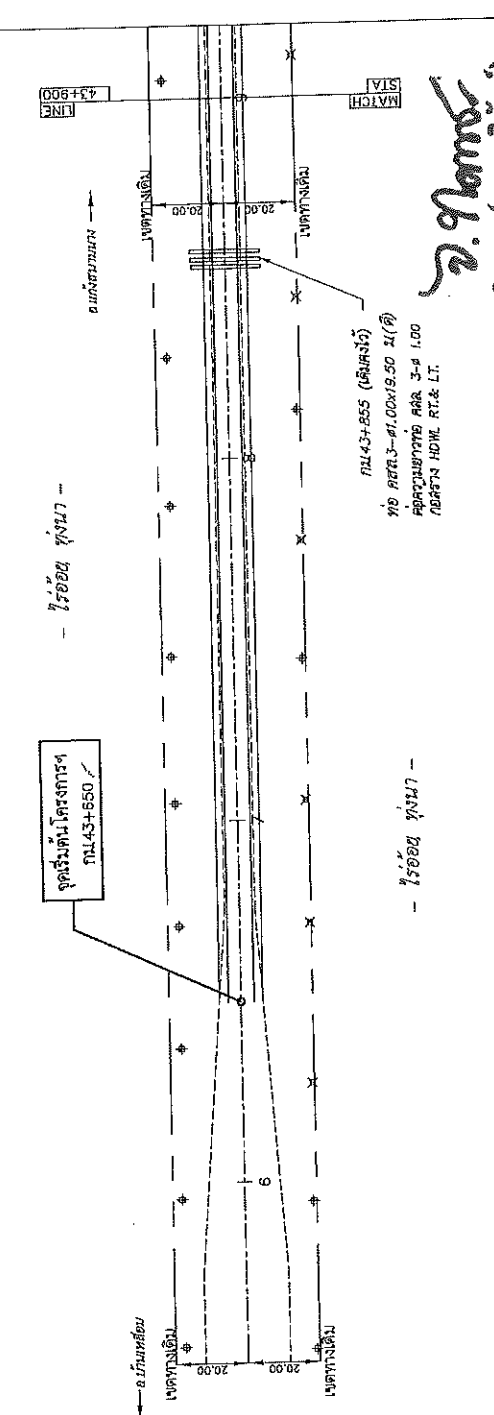 อ.บ้านเหลื่อม
เขตทางเดิม
20.00
20.00
เขตทางเดิม
6
จุดเริ่มต้นโครงการฯ
กม.43+650
7
- ไร่อ้อย ทุ่งนา -
- ไร่อ้อย ทุ่งนา -
8
กม.43+855 (เดิมคงไว้)
ท่อ คสล.3-ø1.00x19.50 ม.(ดี)
ต่อความยาวท่อ คสล. 3-ø 1.00
ก่อสร้าง HDWL RT.& LT.
อ.แก้งสนามนาง
เขตทางเดิม
20.00
20.00
เขตทางเดิม
9
MATCH LINE
STA 43+900